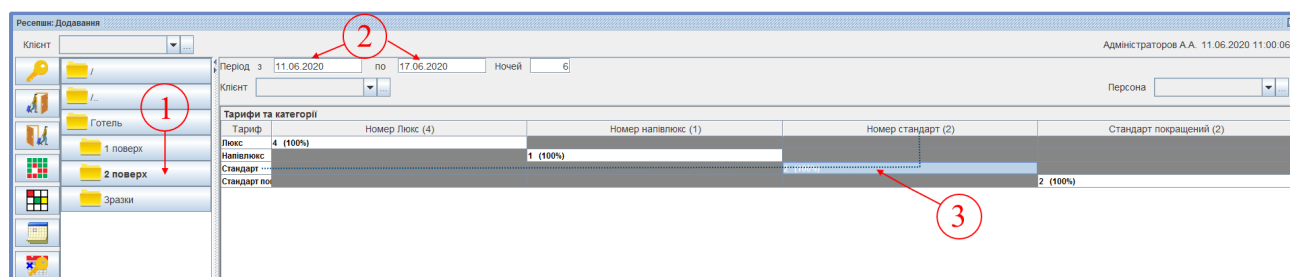 Ресепшн: Додавання
Клієнт
Адміністраторов А.А. 11.06.2020 11:00:06
/
/..
Готель
1 поверх
2 поверх
Зразки
1
2
3
Період з 11.06.2020 по 17.06.2020 Ночей 6
Клієнт Персона
Тарифи та категорії
Тариф Номер Люкс (4) Номер напівлюкс (1) Номер стандарт (2) Стандарт покращений (2)
Люкс 4 (100%)
Напівлюкс 1 (100%)
Стандарт 2 (100%)
Стандарт по 2 (100%)